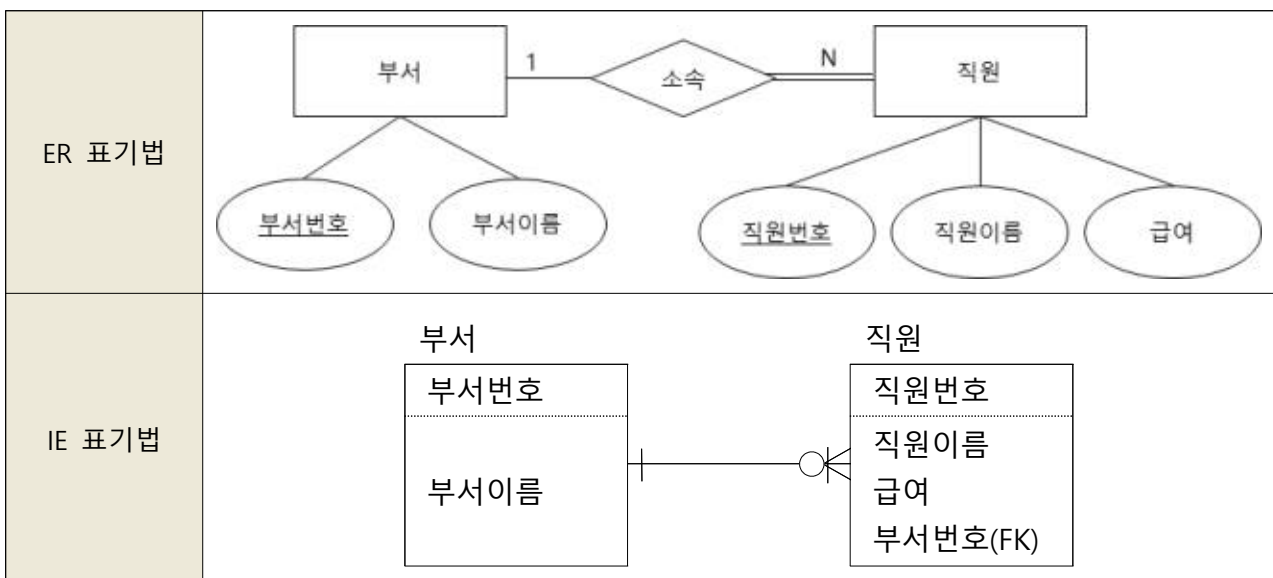 ER 표기법
부서
1
소속
N
직원
부서번호
부서이름
직원번호
직원이름
급여
IE 표기법
부서
부서번호
부서이름
직원
직원번호
직원이름
급여
부서번호(FK)